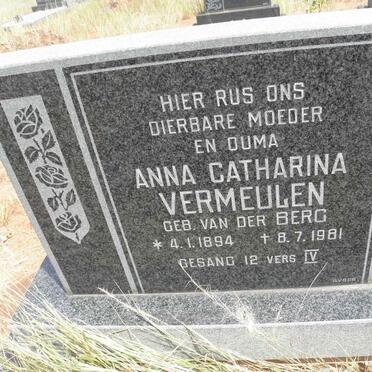 HIER RUS ONS
DIERBARE MOEDER
EN OUMA
ANNA CATHARINA
VERMEULEN
GEB. VAN DER BERG
* 4.1.1894 † 8.7.1981
GESANG 12 VERS IV